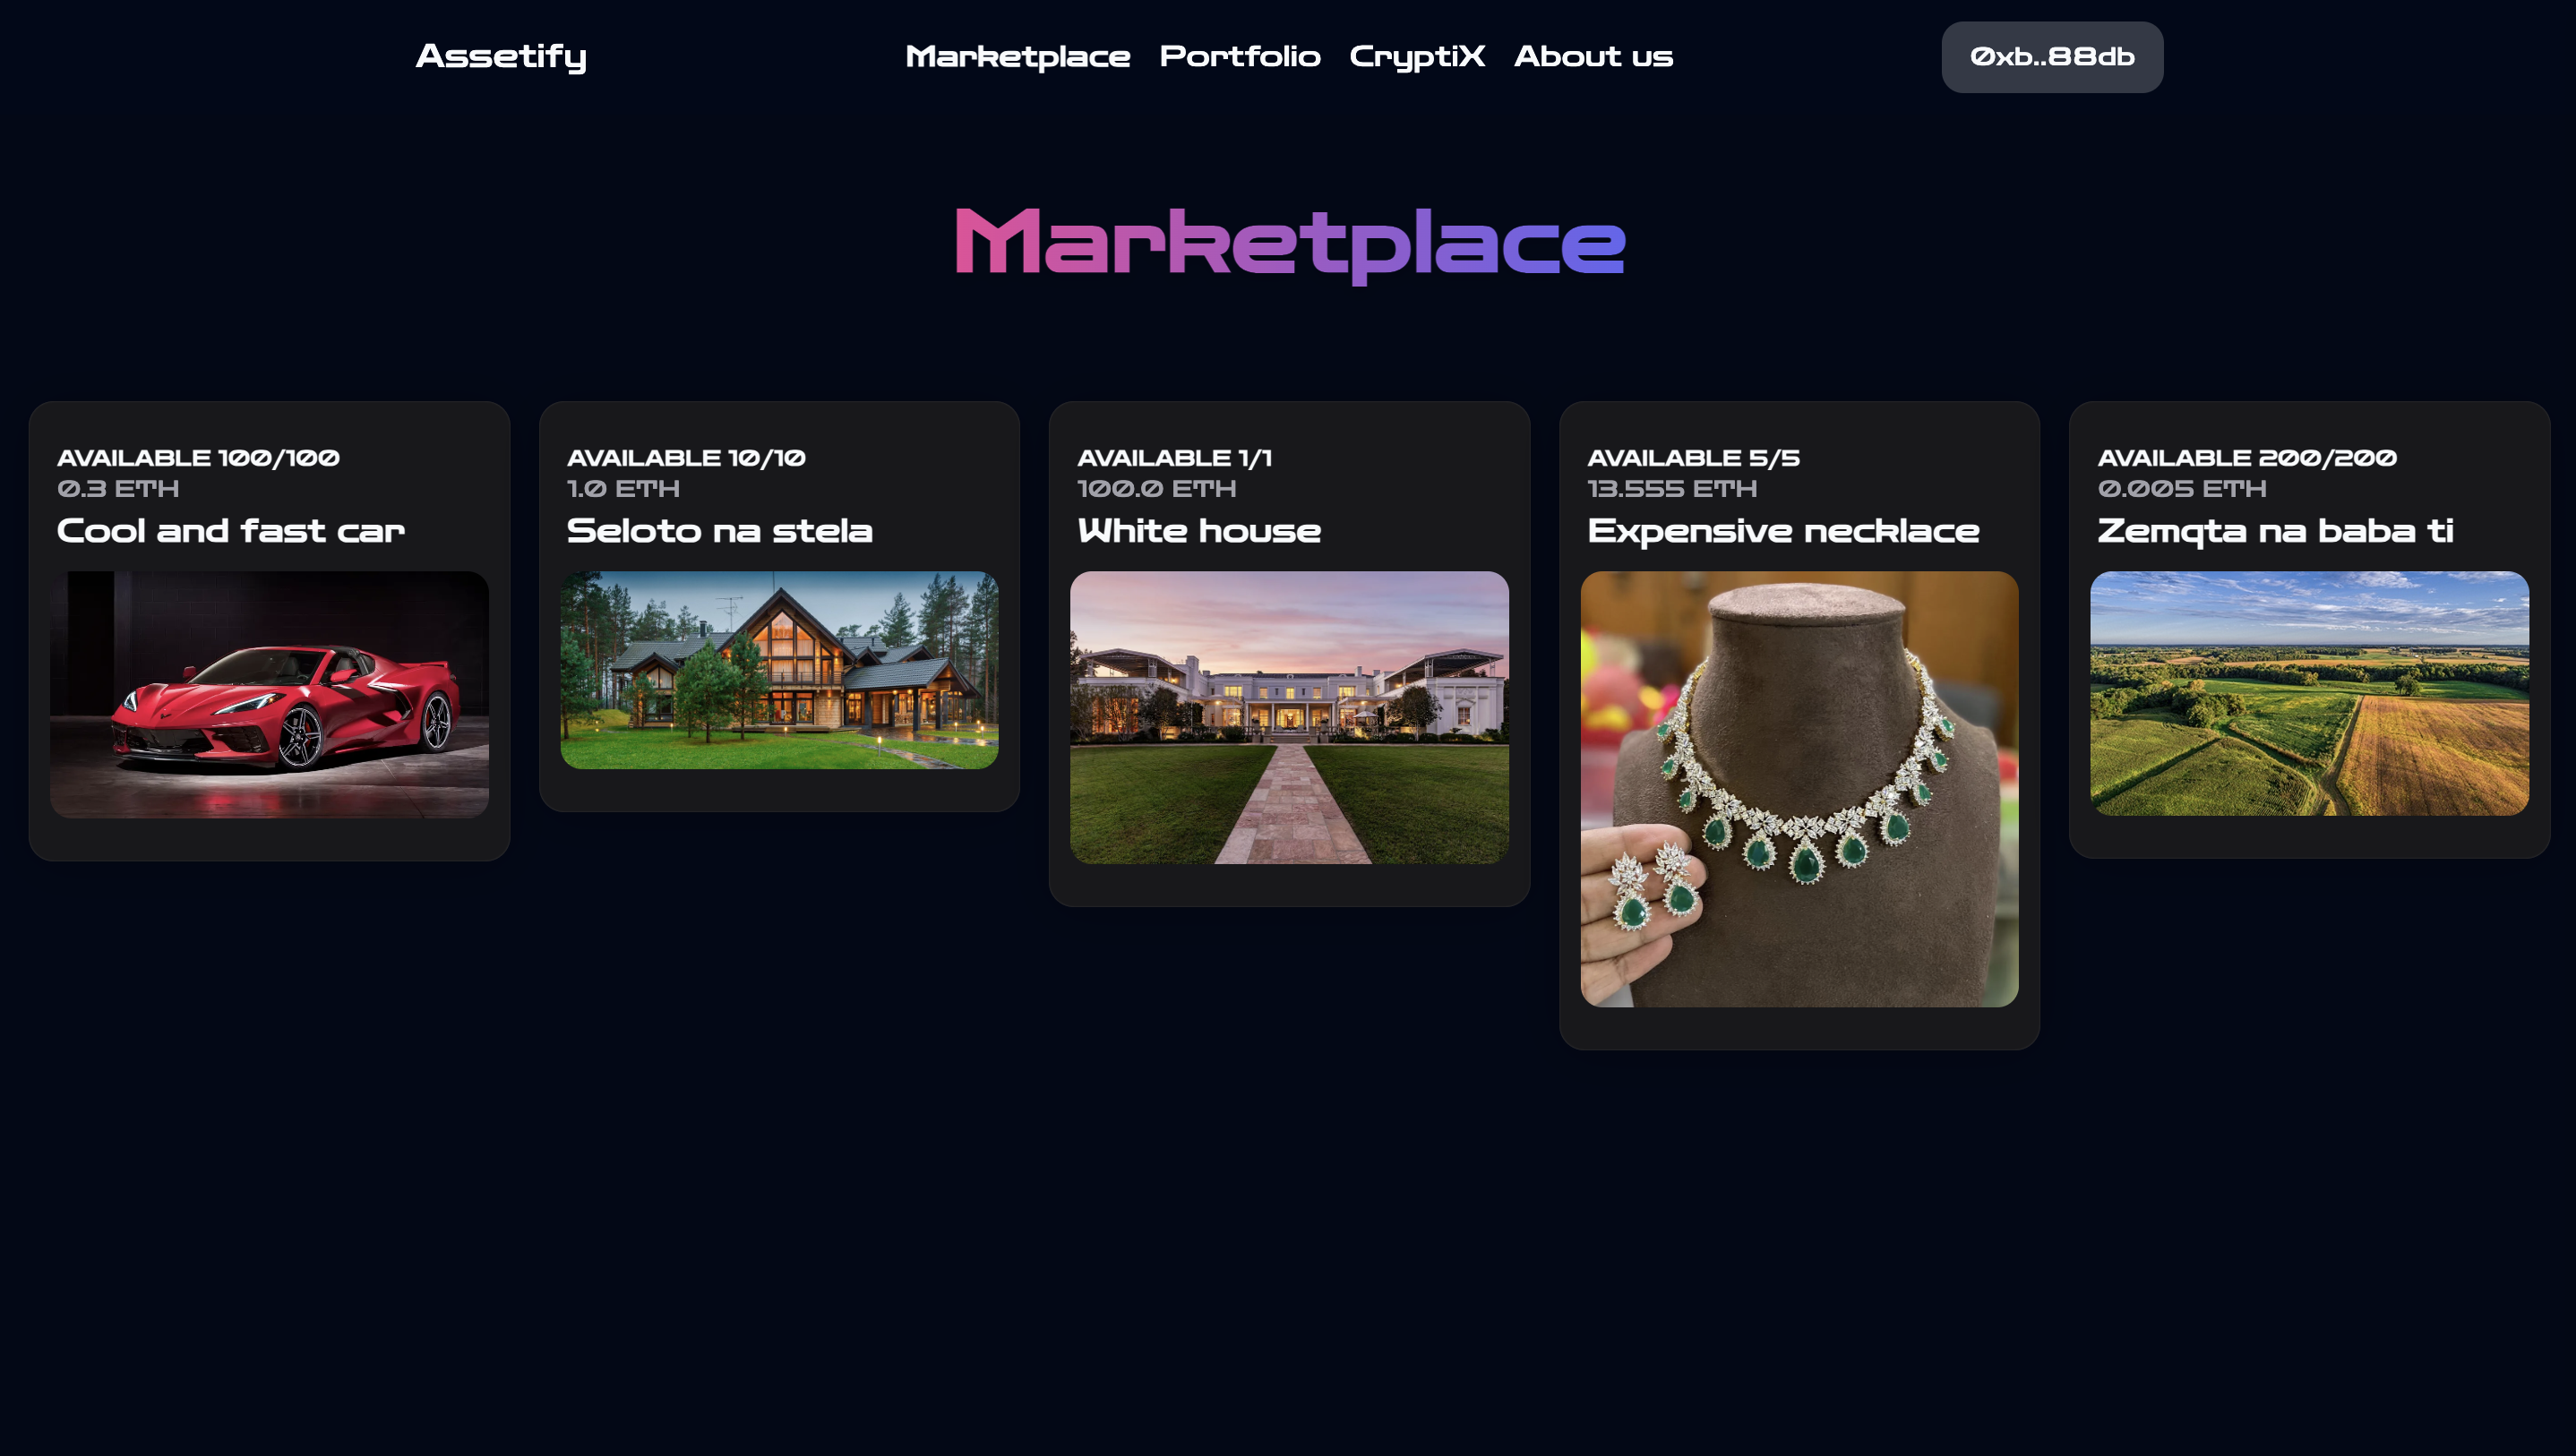 Assetify
Marketplace Portfolio CryptiX About us
0xb..88db
Marketplace
AVAILABLE 100/100
0.3 ETH
Cool and fast car
AVAILABLE 10/10
1.0 ETH
Seloto na stela
AVAILABLE 1/1
100.0 ETH
White house
AVAILABLE 5/5
13.555 ETH
Expensive necklace
AVAILABLE 200/200
0.005 ETH
Zemqta na baba ti